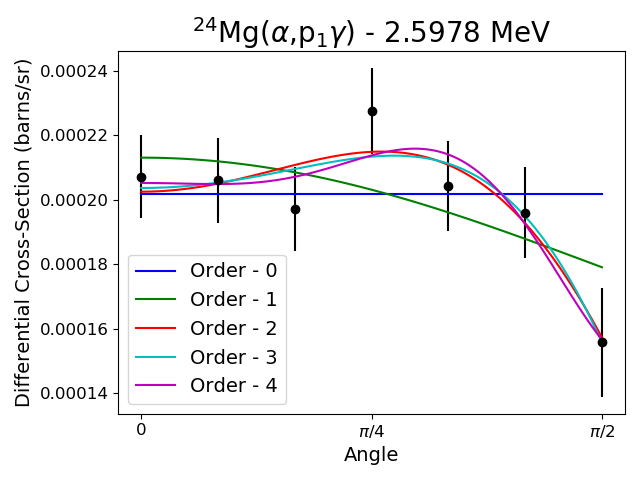 ²⁴Mg(α,p₁γ) - 2.5978 MeV
Differential Cross-Section (barns/sr)
0.00024
0.00022
0.00020
0.00018
0.00016
0.00014
Order - 0
Order - 1
Order - 2
Order - 3
Order - 4
0
π/4
π/2
Angle